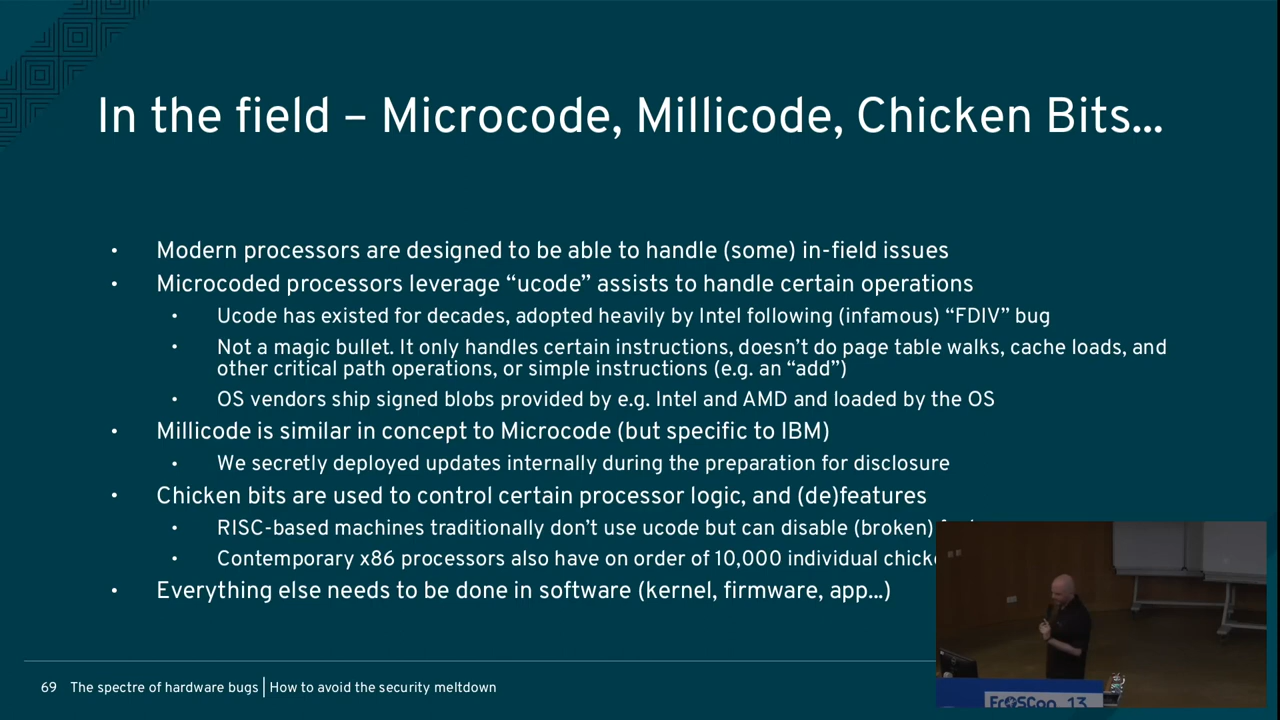 In the field – Microcode, Millicode, Chicken Bits...
• Modern processors are designed to be able to handle (some) in-field issues
• Microcoded processors leverage “ucode” assists to handle certain operations
• Ucode has existed for decades, adopted heavily by Intel following (infamous) “FDIV” bug
• Not a magic bullet. It only handles certain instructions, doesn’t do page table walks, cache loads, and
other critical path operations, or simple instructions (e.g. an “add”)
• OS vendors ship signed blobs provided by e.g. Intel and AMD and loaded by the OS
• Millicode is similar in concept to Microcode (but specific to IBM)
• We secretly deployed updates internally during the preparation for disclosure
• Chicken bits are used to control certain processor logic, and (de)features
• RISC-based machines traditionally don’t use ucode but can disable (broken)
• Contemporary x86 processors also have on order of 10,000 individual
• Everything else needs to be done in software (kernel, firmware, app...)
69 The spectre of hardware bugs | How to avoid the security meltdown
FrOSCon 13